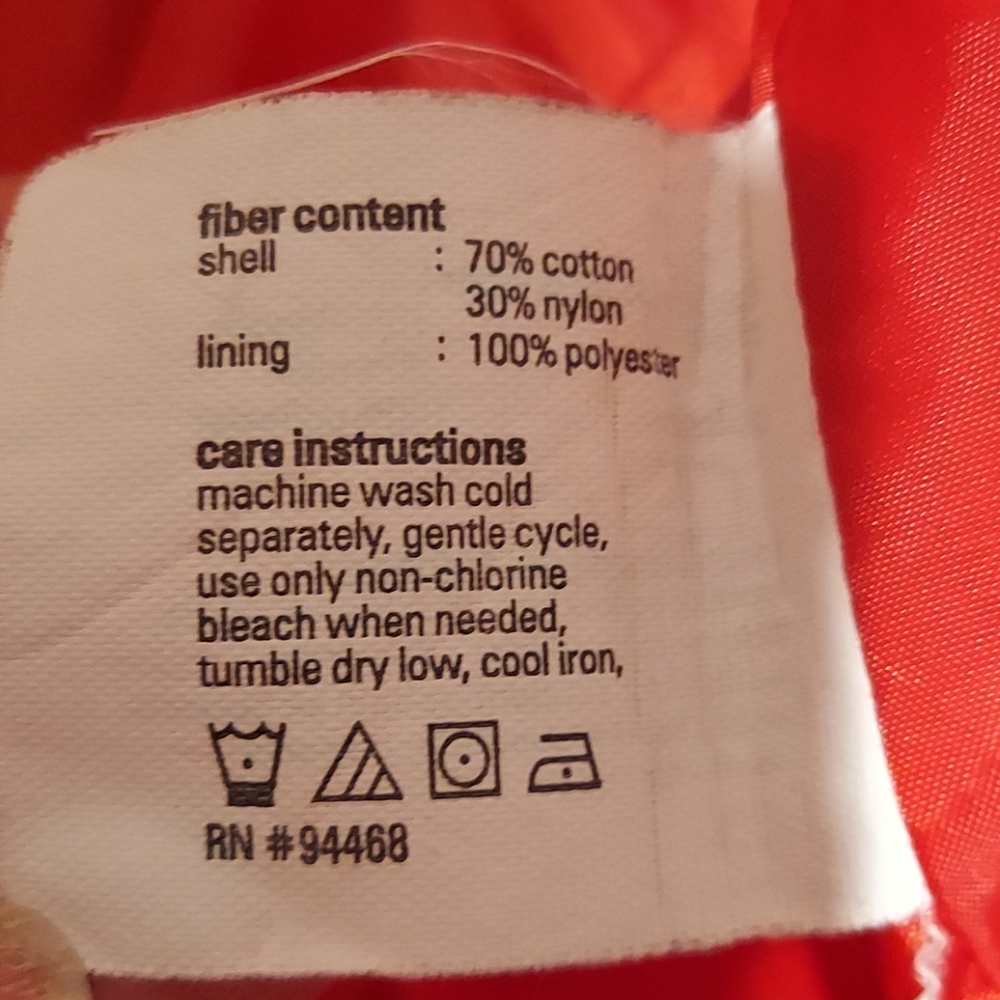 fiber content
shell : 70% cotton
30% nylon
lining : 100% polyester
care instructions
machine wash cold
separately, gentle cycle,
use only non-chlorine
bleach when needed,
tumble dry low, cool iron,
RN #94468